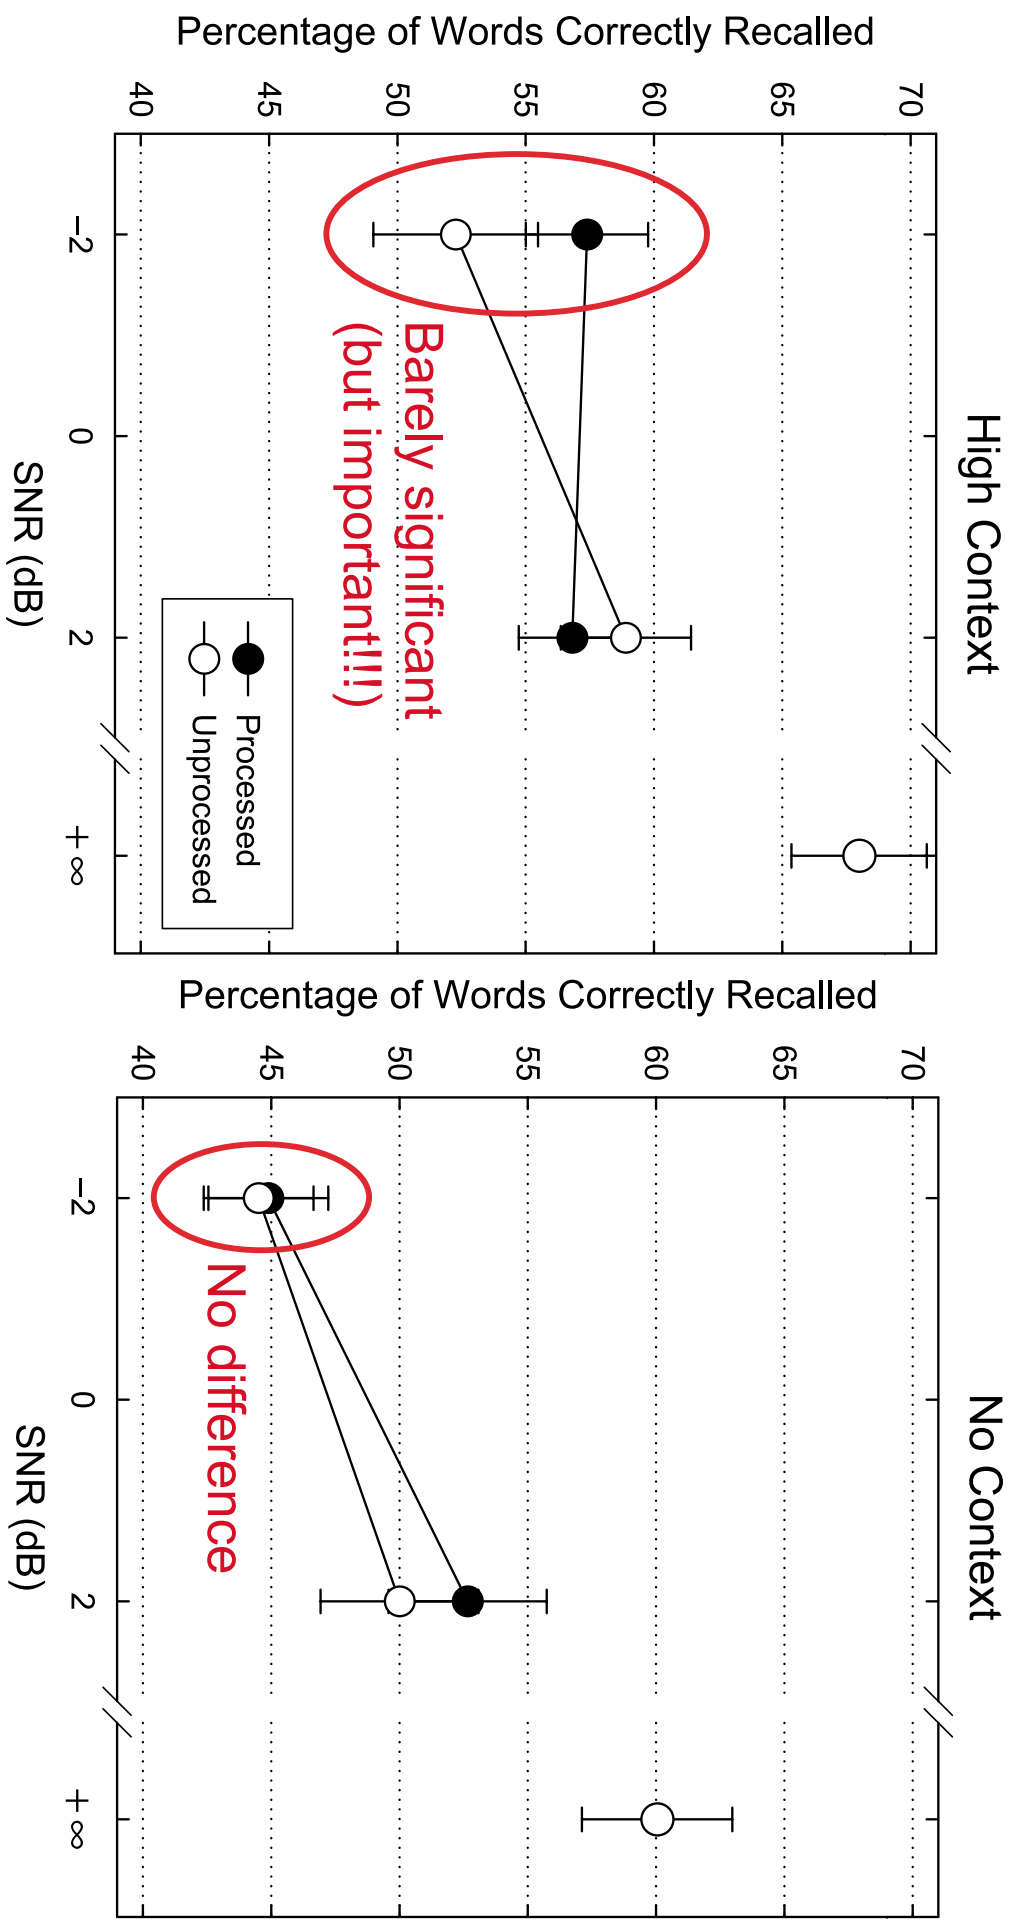 High Context
Percentage of Words Correctly Recalled
70
65
60
55
50
45
40
Barely significant
(but important!!!)
Processed
Unprocessed
−2
0
2
+∞
SNR (dB)
No Context
Percentage of Words Correctly Recalled
70
65
60
55
50
45
40
No difference
−2
0
2
+∞
SNR (dB)